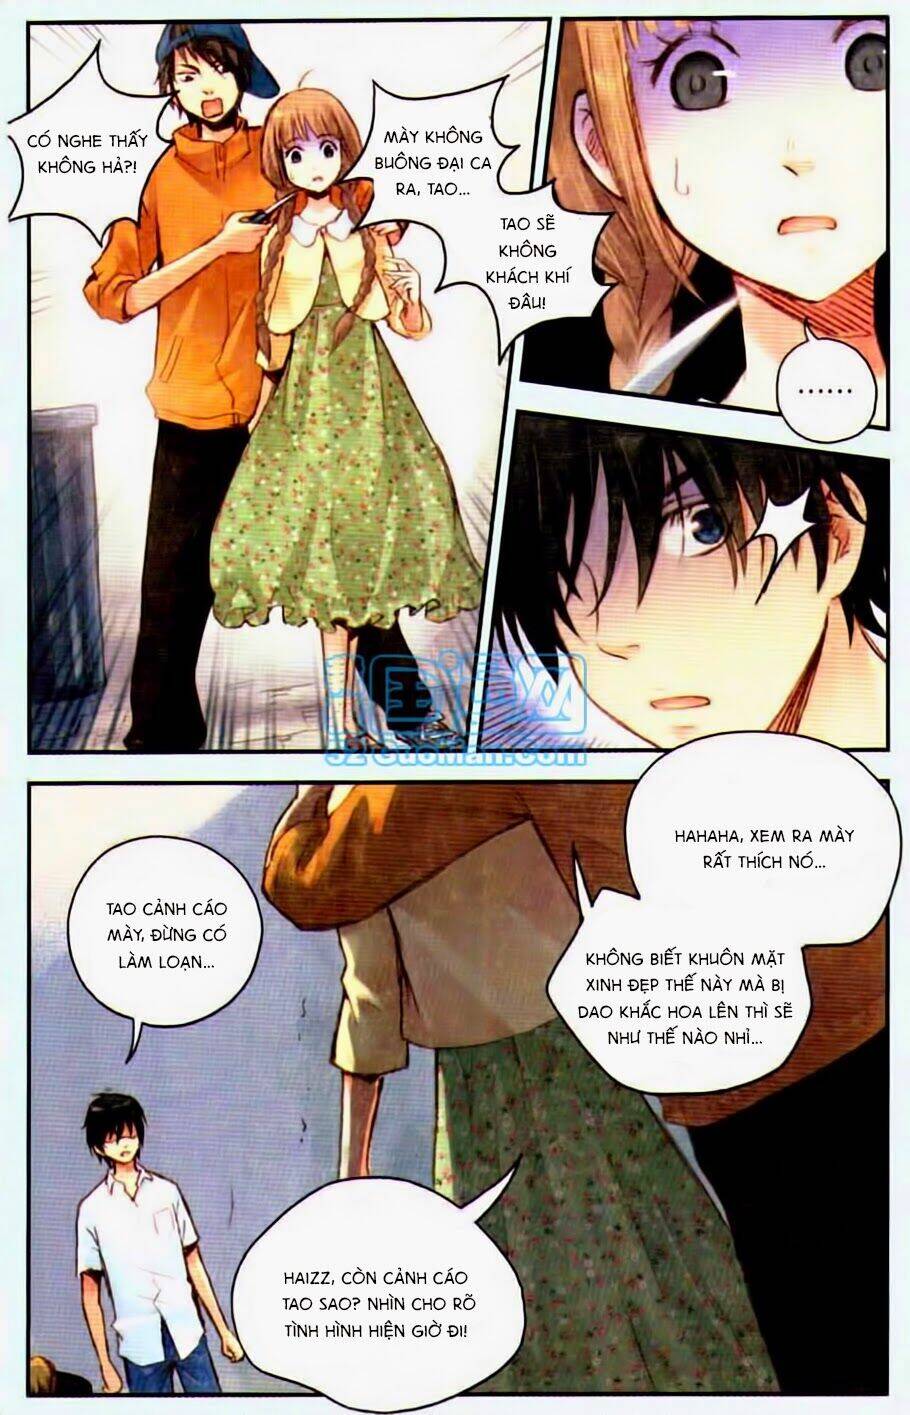 CÓ NGHE THẤY
KHÔNG HẢ?!
MÀY KHÔNG
BUÔNG ĐẠI CA
RA, TAO...
TAO SẼ
KHÔNG
KHÁCH KHÍ
ĐÂU!
......
HAHAHA, XEM RA MÀY
RẤT THÍCH NÓ...
KHÔNG BIẾT KHUÔN MẶT
XINH ĐẸP THẾ NÀY MÀ BỊ
DAO KHẮC HOA LÊN THÌ SẼ
NHƯ THẾ NÀO NHỈ...
TAO CẢNH CÁO
MÀY, ĐỪNG CÓ
LÀM LOẠN...
HAIZZ, CÒN CẢNH CÁO
TAO SAO? NHÌN CHO RÕ
TÌNH HÌNH HIỆN GIỜ ĐI!